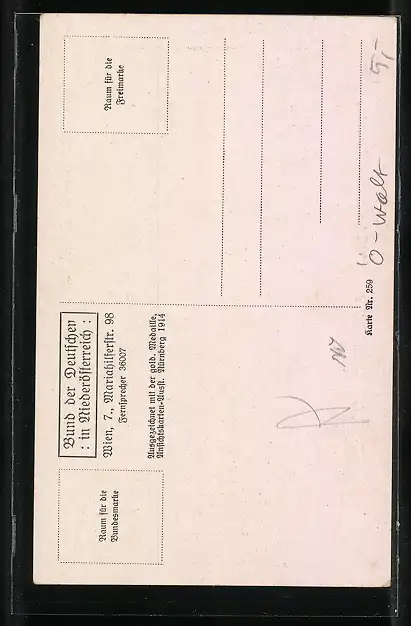 Raum für die
Bundesmarke
Bund der Deutschen
: in Niederösterreich :
Wien, 7., Mariahilferstr. 98
Fernsprecher 36007
Ausgezeichnet mit der gold. Medaille,
Ansichtskarten-Ausst. Nürnberg 1914
Raum für die
Freimarke
Karte Nr. 259
Ö - Welt 5,-